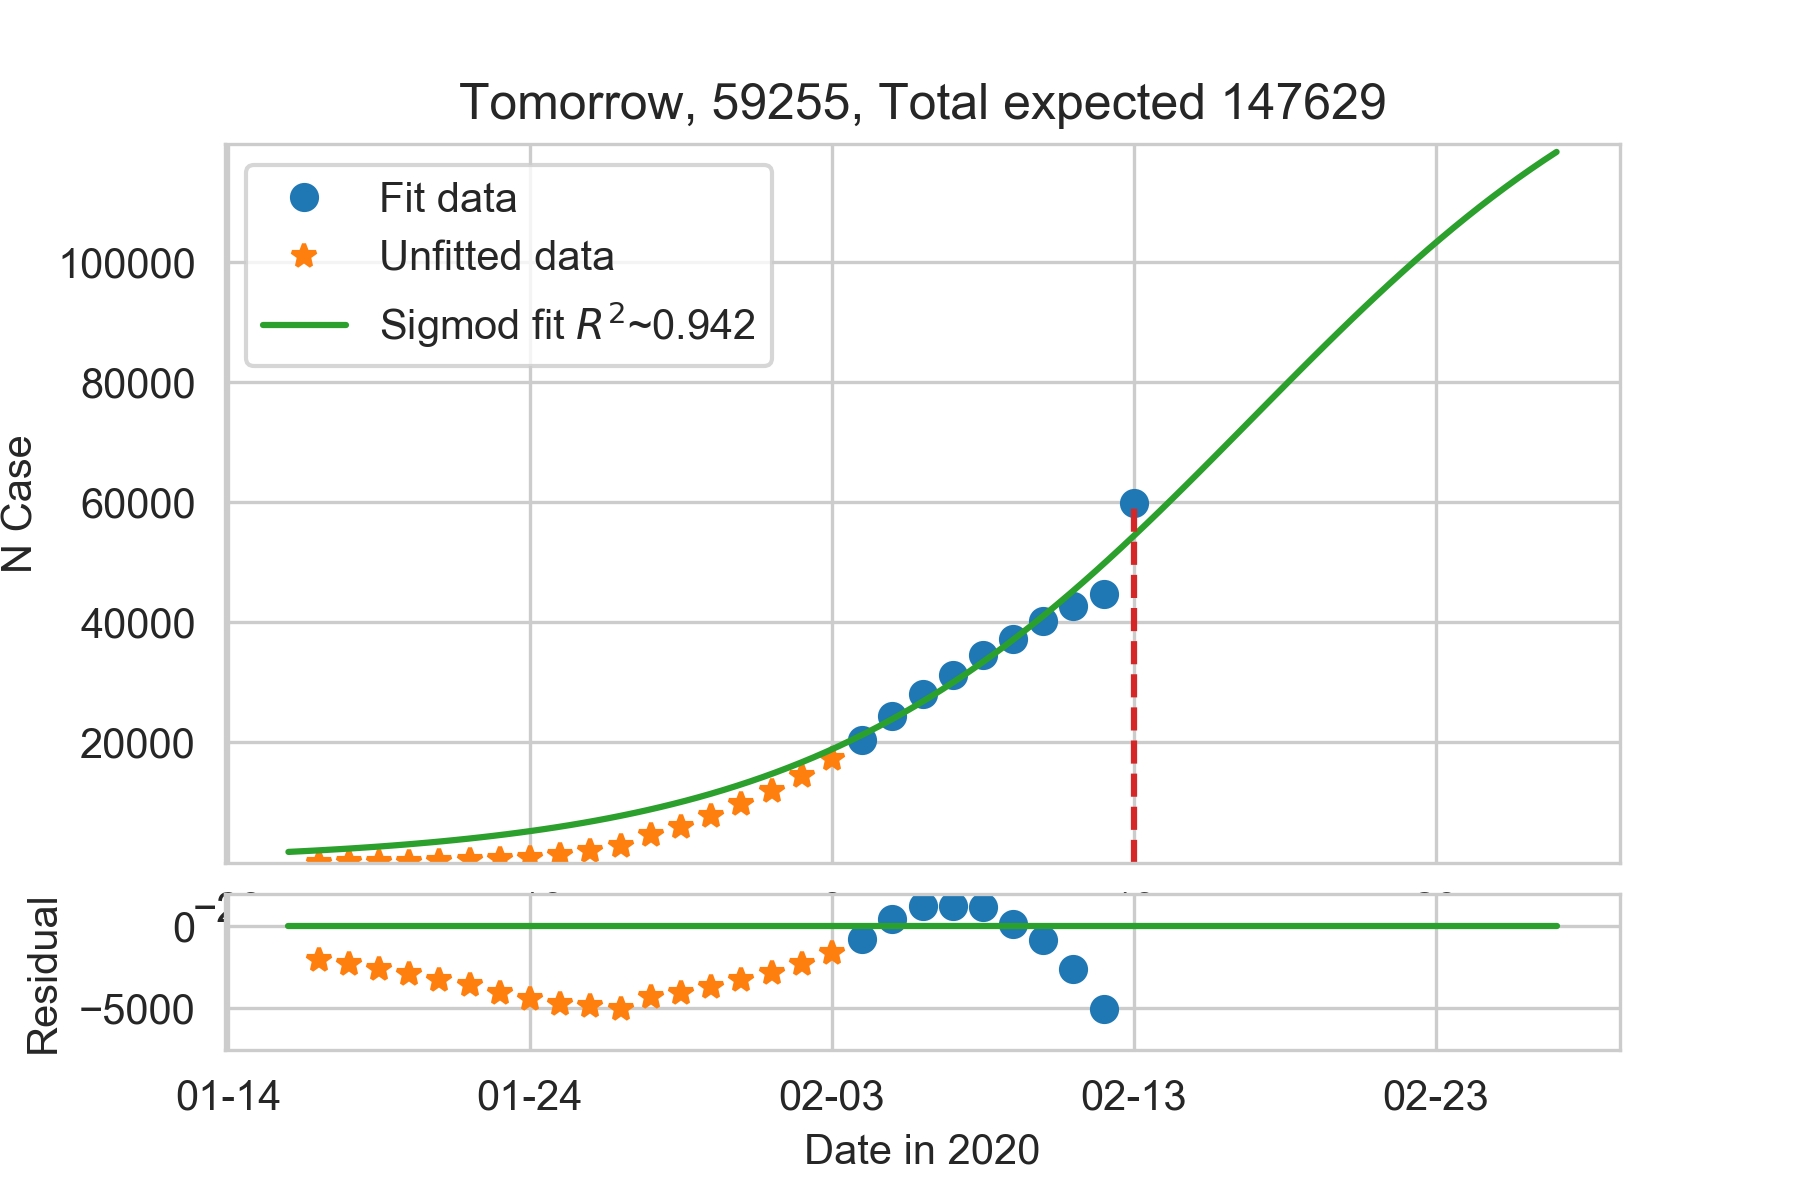 Tomorrow, 59255, Total expected 147629
Fit data
Unfitted data
Sigmod fit R²~0.942
N Case
100000
80000
60000
40000
20000
Residual
0
−5000
01-14
01-24
02-03
02-13
02-23
Date in 2020